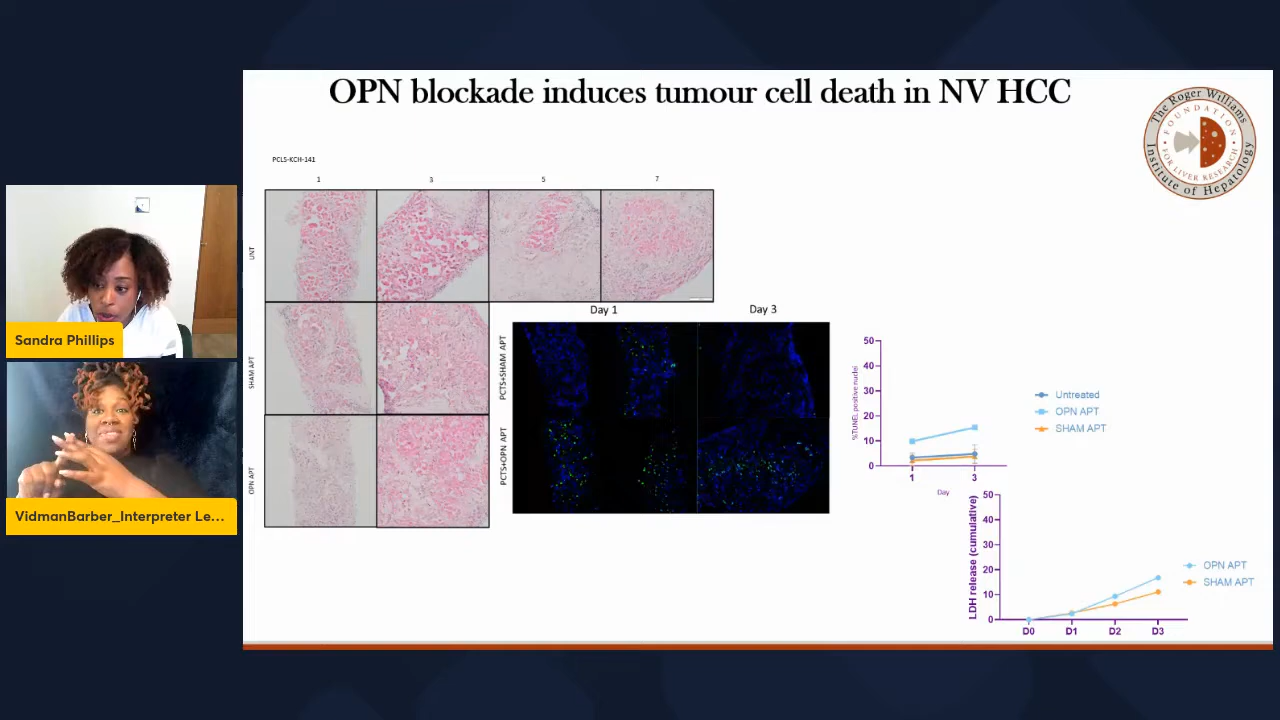 OPN blockade induces tumour cell death in NV HCC
The Roger Williams
FOUNDATION
FOR LIVER RESEARCH
Institute of Hepatology
PCLS-KCH-141
1 3 5 7
UNT
SHAM APT
OPN APT
Day 1 Day 3
PCTS+SHAM APT
PCTS+OPN APT
%TUNEL positive nuclei
50
40
30
20
10
0
1 3
Day
Untreated
OPN APT
SHAM APT
LDH release (cumulative)
50
40
30
20
10
0
D0 D1 D2 D3
OPN APT
SHAM APT
Sandra Phillips
VidmanBarber_Interpreter Le...